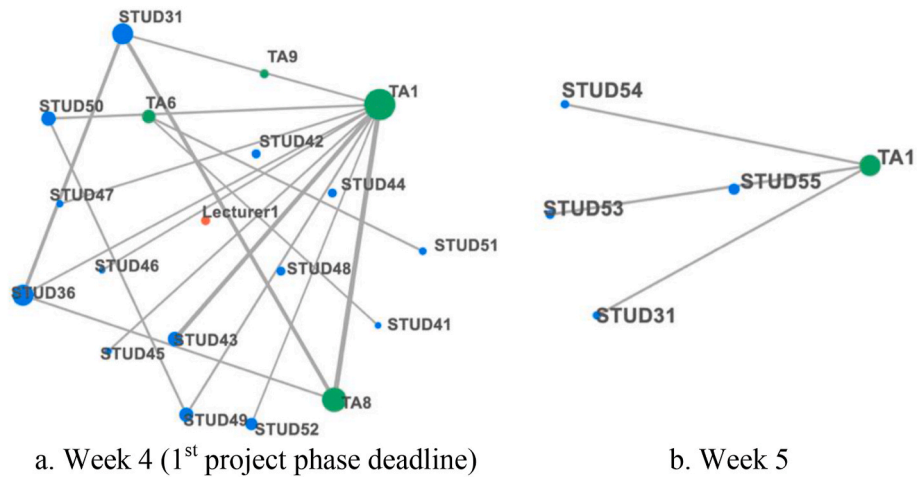 STUD31
TA9
TA1
STUD50
TA6
STUD42
STUD44
STUD47
Lecturer1
STUD51
STUD46
STUD48
STUD36
STUD41
STUD43
STUD45
TA8
STUD49
STUD52
a. Week 4 (1st project phase deadline)
STUD54
TA1
STUD55
STUD53
STUD31
b. Week 5